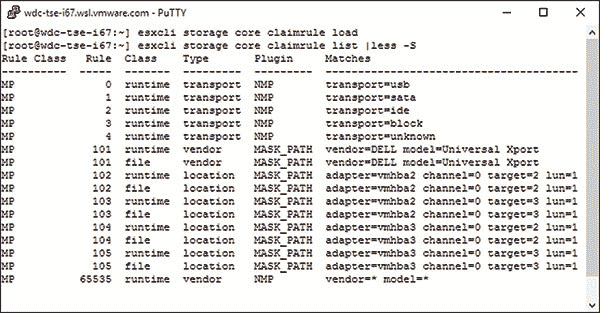 wdc-tse-i67.wsl.vmware.com - PuTTY
[root@wdc-tse-i67:~] esxcli storage core claimrule load
[root@wdc-tse-i67:~] esxcli storage core claimrule list |less -S
Rule Class   Rule  Class    Type       Plugin     Matches
----------  -----  -------  ---------  ---------  ----------------------------------------
MP              0  runtime  transport  NMP        transport=usb
MP              1  runtime  transport  NMP        transport=sata
MP              2  runtime  transport  NMP        transport=ide
MP              3  runtime  transport  NMP        transport=block
MP              4  runtime  transport  NMP        transport=unknown
MP            101  runtime  vendor     MASK_PATH  vendor=DELL model=Universal Xport
MP            101  file     vendor     MASK_PATH  vendor=DELL model=Universal Xport
MP            102  runtime  location   MASK_PATH  adapter=vmhba2 channel=0 target=2 lun=1
MP            102  file     location   MASK_PATH  adapter=vmhba2 channel=0 target=2 lun=1
MP            103  runtime  location   MASK_PATH  adapter=vmhba2 channel=0 target=3 lun=1
MP            103  file     location   MASK_PATH  adapter=vmhba2 channel=0 target=3 lun=1
MP            104  runtime  location   MASK_PATH  adapter=vmhba3 channel=0 target=2 lun=1
MP            104  file     location   MASK_PATH  adapter=vmhba3 channel=0 target=2 lun=1
MP            105  runtime  location   MASK_PATH  adapter=vmhba3 channel=0 target=3 lun=1
MP            105  file     location   MASK_PATH  adapter=vmhba3 channel=0 target=3 lun=1
MP          65535  runtime  vendor     NMP        vendor=* model=*